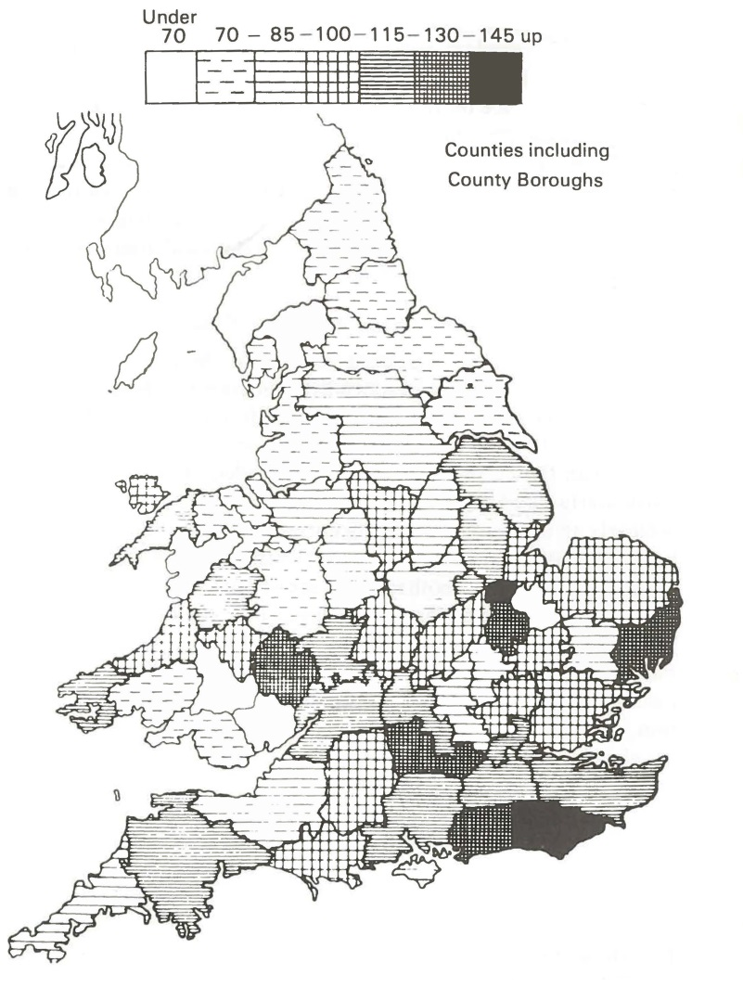 Under
70 70 – 85 – 100 – 115 – 130 – 145 up
Counties including
County Boroughs